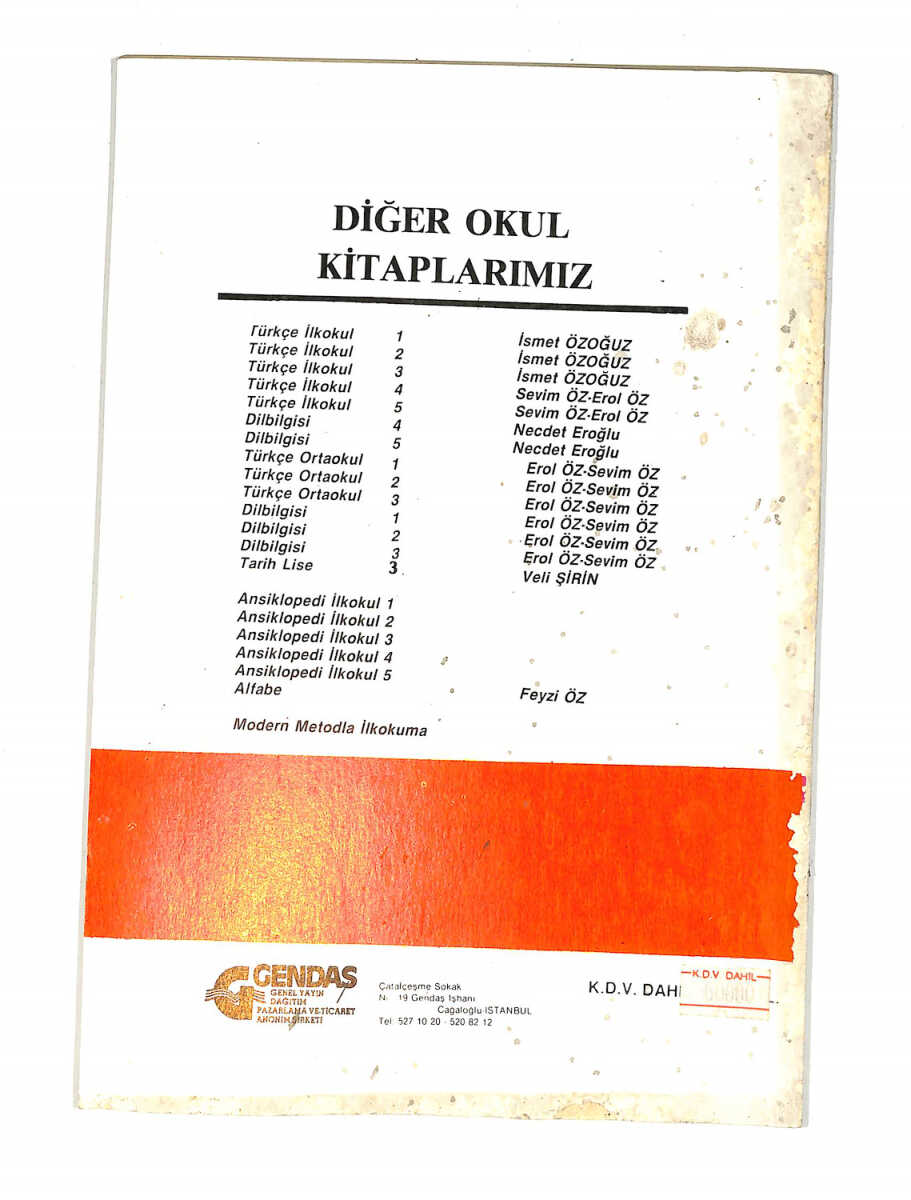 DİĞER OKUL
KİTAPLARIMIZ
Türkçe İlkokul 1 İsmet ÖZOĞUZ
Türkçe İlkokul 2 İsmet ÖZOĞUZ
Türkçe İlkokul 3 İsmet ÖZOĞUZ
Türkçe İlkokul 4 Sevim ÖZ-Erol ÖZ
Türkçe İlkokul 5 Sevim ÖZ-Erol ÖZ
Dilbilgisi 4 Necdet Eroğlu
Dilbilgisi 5 Necdet Eroğlu
Türkçe Ortaokul 1 Erol ÖZ-Sevim ÖZ
Türkçe Ortaokul 2 Erol ÖZ-Sevim ÖZ
Türkçe Ortaokul 3 Erol ÖZ-Sevim ÖZ
Dilbilgisi 1 Erol ÖZ-Sevim ÖZ
Dilbilgisi 2 Erol ÖZ-Sevim ÖZ
Dilbilgisi 3 Erol ÖZ-Sevim ÖZ
Tarih Lise 3 Veli ŞİRİN
Ansiklopedi İlkokul 1
Ansiklopedi İlkokul 2
Ansiklopedi İlkokul 3
Ansiklopedi İlkokul 4
Ansiklopedi İlkokul 5
Alfabe Feyzi ÖZ
Modern Metodla İlkokuma
GENDAŞ
GENEL YAYIN
DAĞITIM
PAZARLAMA VE TİCARET
ANONİM ŞİRKETİ
Çatalçeşme Sokak
No: 19 Gendaş İşhanı
Cağaloğlu-İSTANBUL
Tel: 527 10 20 - 520 82 12
K.D.V. DAHİ
K.D.V DAHİL